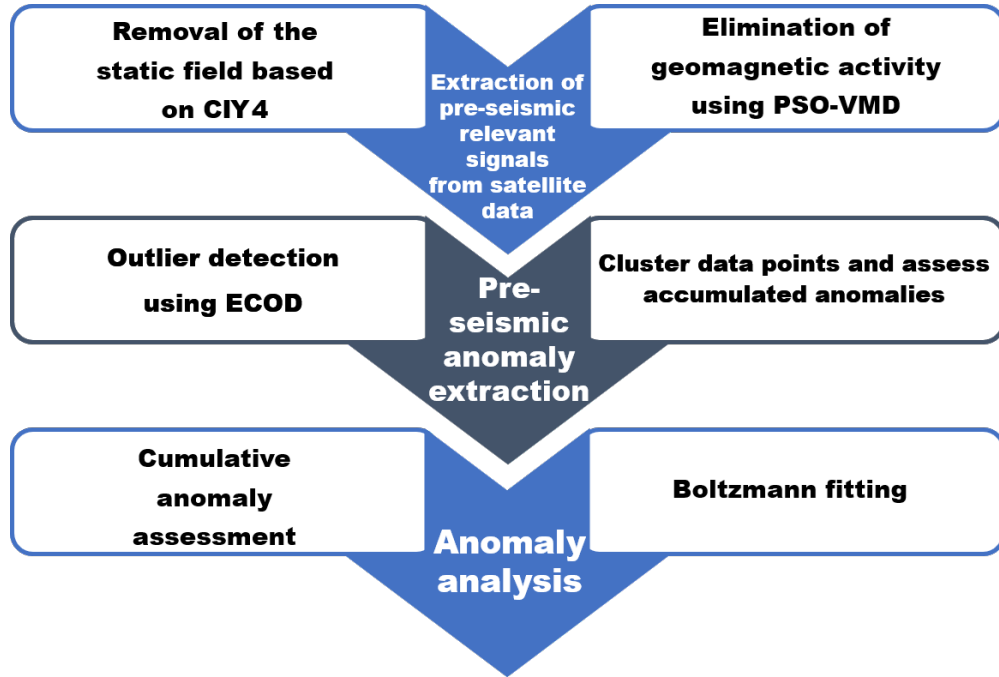 Removal of the
static field based
on CIY4
Extraction of
pre-seismic
relevant
signals
from satellite
data
Elimination of
geomagnetic activity
using PSO-VMD
Outlier detection
using ECOD
Pre-
seismic
anomaly
extraction
Cluster data points and assess
accumulated anomalies
Cumulative
anomaly
assessment
Anomaly
analysis
Boltzmann fitting